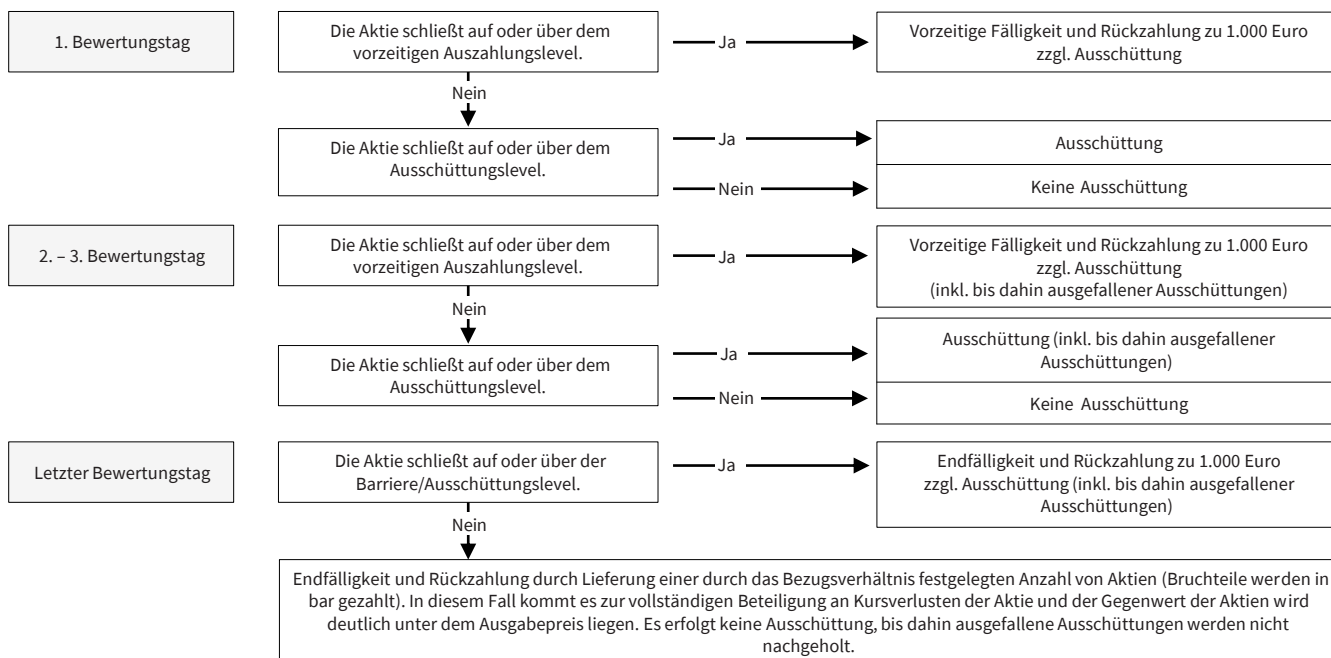 1. Bewertungstag
Die Aktie schließt auf oder über dem
vorzeitigen Auszahlungslevel.
Ja
Vorzeitige Fälligkeit und Rückzahlung zu 1.000 Euro
zzgl. Ausschüttung
Nein
Die Aktie schließt auf oder über dem
Ausschüttungslevel.
Ja
Ausschüttung
Nein
Keine Ausschüttung
2. – 3. Bewertungstag
Die Aktie schließt auf oder über dem
vorzeitigen Auszahlungslevel.
Ja
Vorzeitige Fälligkeit und Rückzahlung zu 1.000 Euro
zzgl. Ausschüttung
(inkl. bis dahin ausgefallener Ausschüttungen)
Nein
Die Aktie schließt auf oder über dem
Ausschüttungslevel.
Ja
Ausschüttung (inkl. bis dahin ausgefallener
Ausschüttungen)
Nein
Keine Ausschüttung
Letzter Bewertungstag
Die Aktie schließt auf oder über der
Barriere/Ausschüttungslevel.
Ja
Endfälligkeit und Rückzahlung zu 1.000 Euro
zzgl. Ausschüttung (inkl. bis dahin ausgefallener
Ausschüttungen)
Nein
Endfälligkeit und Rückzahlung durch Lieferung einer durch das Bezugsverhältnis festgelegten Anzahl von Aktien (Bruchteile werden in
bar gezahlt). In diesem Fall kommt es zur vollständigen Beteiligung an Kursverlusten der Aktie und der Gegenwert der Aktien wird
deutlich unter dem Ausgabepreis liegen. Es erfolgt keine Ausschüttung, bis dahin ausgefallene Ausschüttungen werden nicht
nachgeholt.